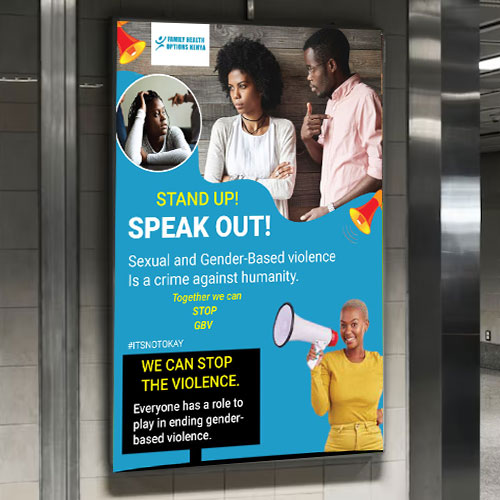 FAMILY HEALTH
OPTIONS KENYA
STAND UP!
SPEAK OUT!
Sexual and Gender-Based violence
Is a crime against humanity.
Together we can
STOP
GBV
#ITSNOTOKAY
WE CAN STOP
THE VIOLENCE.
Everyone has a role to
play in ending gender-
based violence.